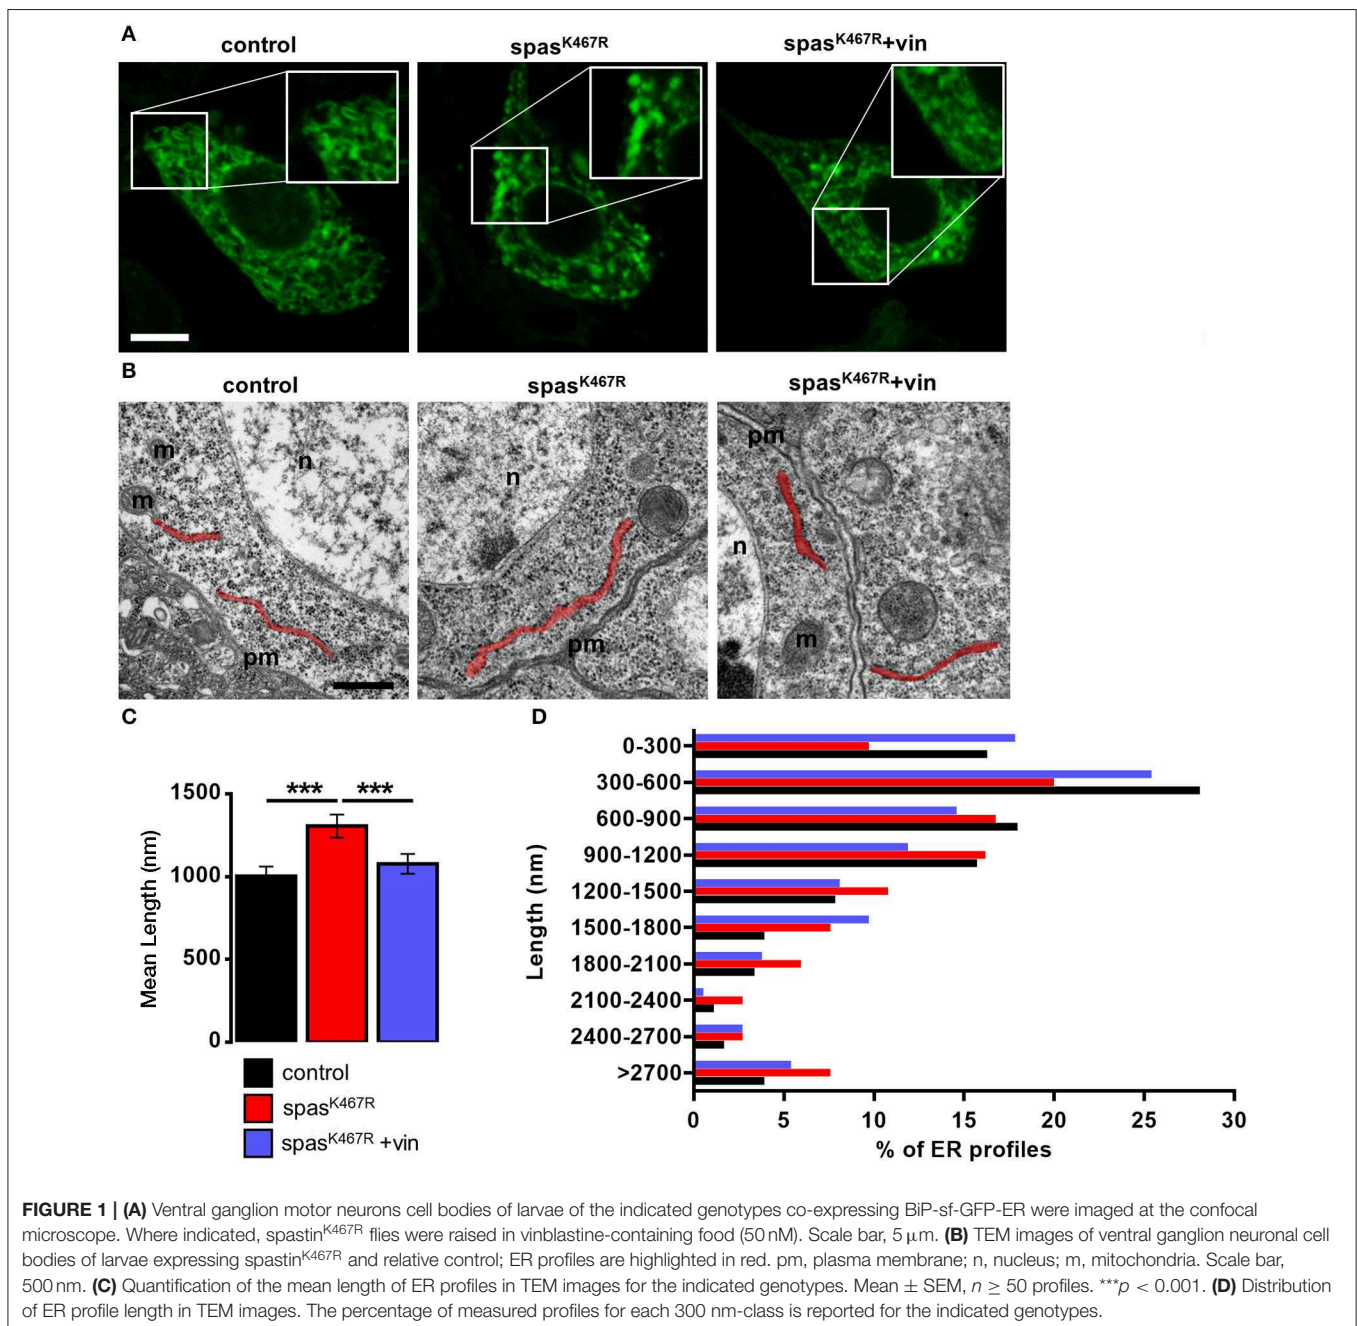 A
control
spasK467R
spasK467R+vin
B
control
spasK467R
spasK467R+vin
m
m
n
pm
n
pm
pm
n
m
C
Mean Length (nm)
1500
1000
500
0
*** ***
control
spasK467R
spasK467R +vin
D
Length (nm)
0-300
300-600
600-900
900-1200
1200-1500
1500-1800
1800-2100
2100-2400
2400-2700
>2700
0 5 10 15 20 25 30
% of ER profiles
FIGURE 1 | (A) Ventral ganglion motor neurons cell bodies of larvae of the indicated genotypes co-expressing BiP-sf-GFP-ER were imaged at the confocal
microscope. Where indicated, spastinK467R flies were raised in vinblastine-containing food (50 nM). Scale bar, 5 μm. (B) TEM images of ventral ganglion neuronal cell
bodies of larvae expressing spastinK467R and relative control; ER profiles are highlighted in red. pm, plasma membrane; n, nucleus; m, mitochondria. Scale bar,
500 nm. (C) Quantification of the mean length of ER profiles in TEM images for the indicated genotypes. Mean ± SEM, n ≥ 50 profiles. ***p < 0.001. (D) Distribution
of ER profile length in TEM images. The percentage of measured profiles for each 300 nm-class is reported for the indicated genotypes.